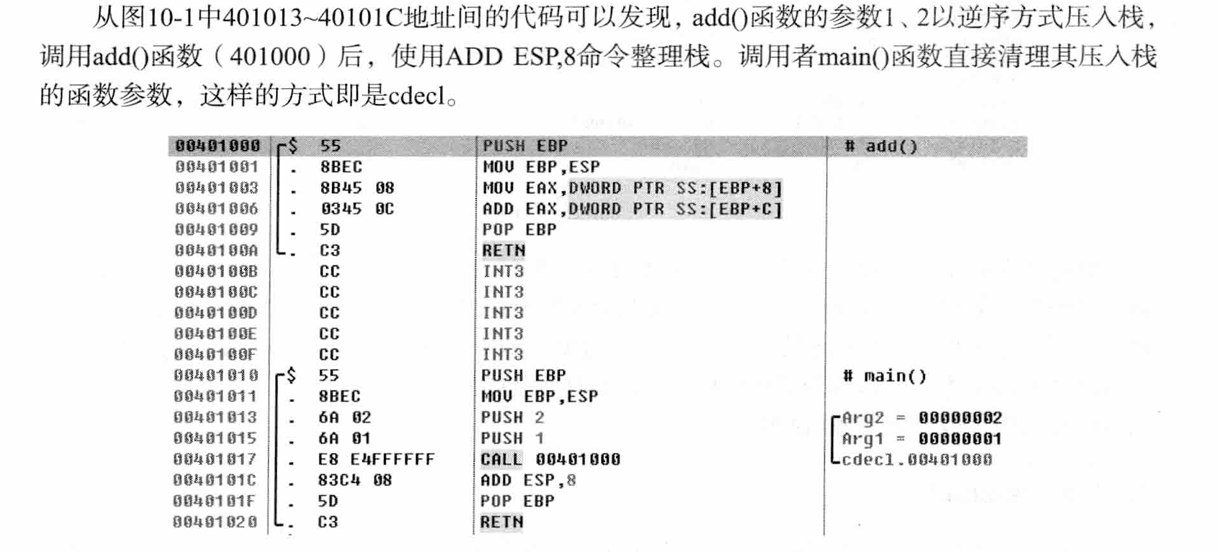 从图10-1中401013~40101C地址间的代码可以发现，add()函数的参数1、2以逆序方式压入栈，
调用add()函数（401000）后，使用ADD ESP,8命令整理栈。调用者main()函数直接清理其压入栈
的函数参数，这样的方式即是cdecl。
00401000 $ 55 PUSH EBP # add()
00401001 . 8BEC MOV EBP,ESP
00401003 . 8B45 08 MOV EAX,DWORD PTR SS:[EBP+8]
00401006 . 0345 0C ADD EAX,DWORD PTR SS:[EBP+C]
00401009 . 5D POP EBP
0040100A . C3 RETN
0040100B CC INT3
0040100C CC INT3
0040100D CC INT3
0040100E CC INT3
0040100F CC INT3
00401010 $ 55 PUSH EBP # main()
00401011 . 8BEC MOV EBP,ESP
00401013 . 6A 02 PUSH 2 Arg2 = 00000002
00401015 . 6A 01 PUSH 1 Arg1 = 00000001
00401017 . E8 E4FFFFFF CALL 00401000 cdecl.00401000
0040101C . 83C4 08 ADD ESP,8
0040101F . 5D POP EBP
00401020 . C3 RETN